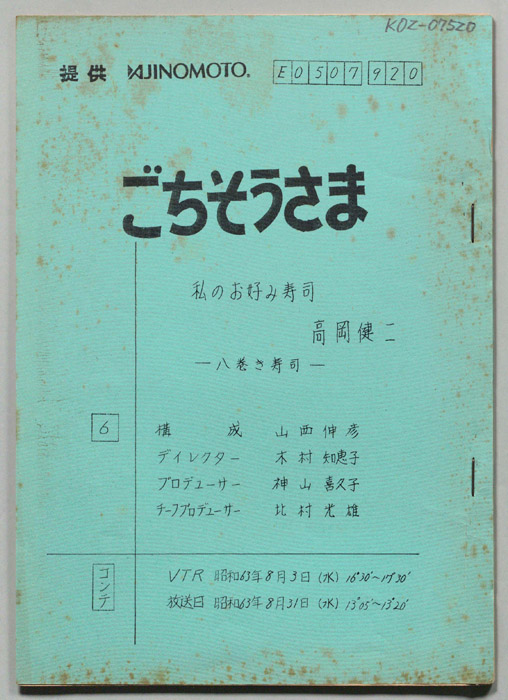 KOZ-07520
提供 AJINOMOTO® E0507920
ごちそうさま
私のお好み寿司
高岡健二
—八巻き寿司—
6
構成 山西伸彦
ディレクター 木村知恵子
プロデューサー 神山喜久子
チーフプロデューサー 比村光雄
コンテ
VTR 昭和63年8月3日(水) 16°30'~17°30'
放送日 昭和63年8月31日(水) 13°05'~13°20'